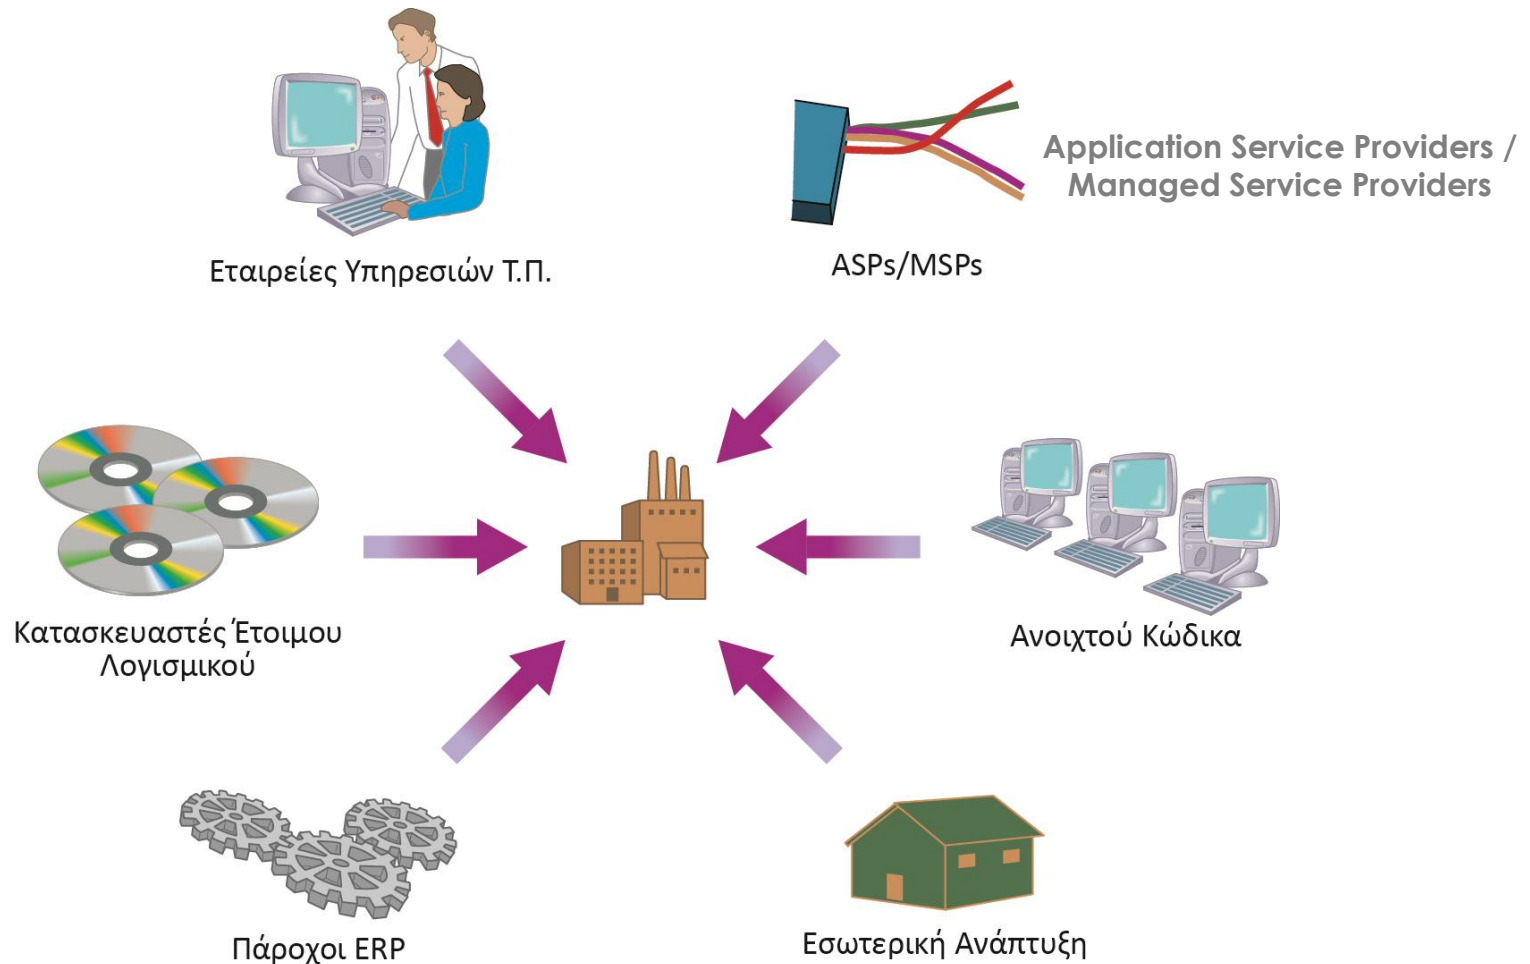 Application Service Providers /
Managed Service Providers
Εταιρείες Υπηρεσιών Τ.Π.
ASPs/MSPs
Κατασκευαστές Έτοιμου
Λογισμικού
Ανοιχτού Κώδικα
Πάροχοι ERP
Εσωτερική Ανάπτυξη